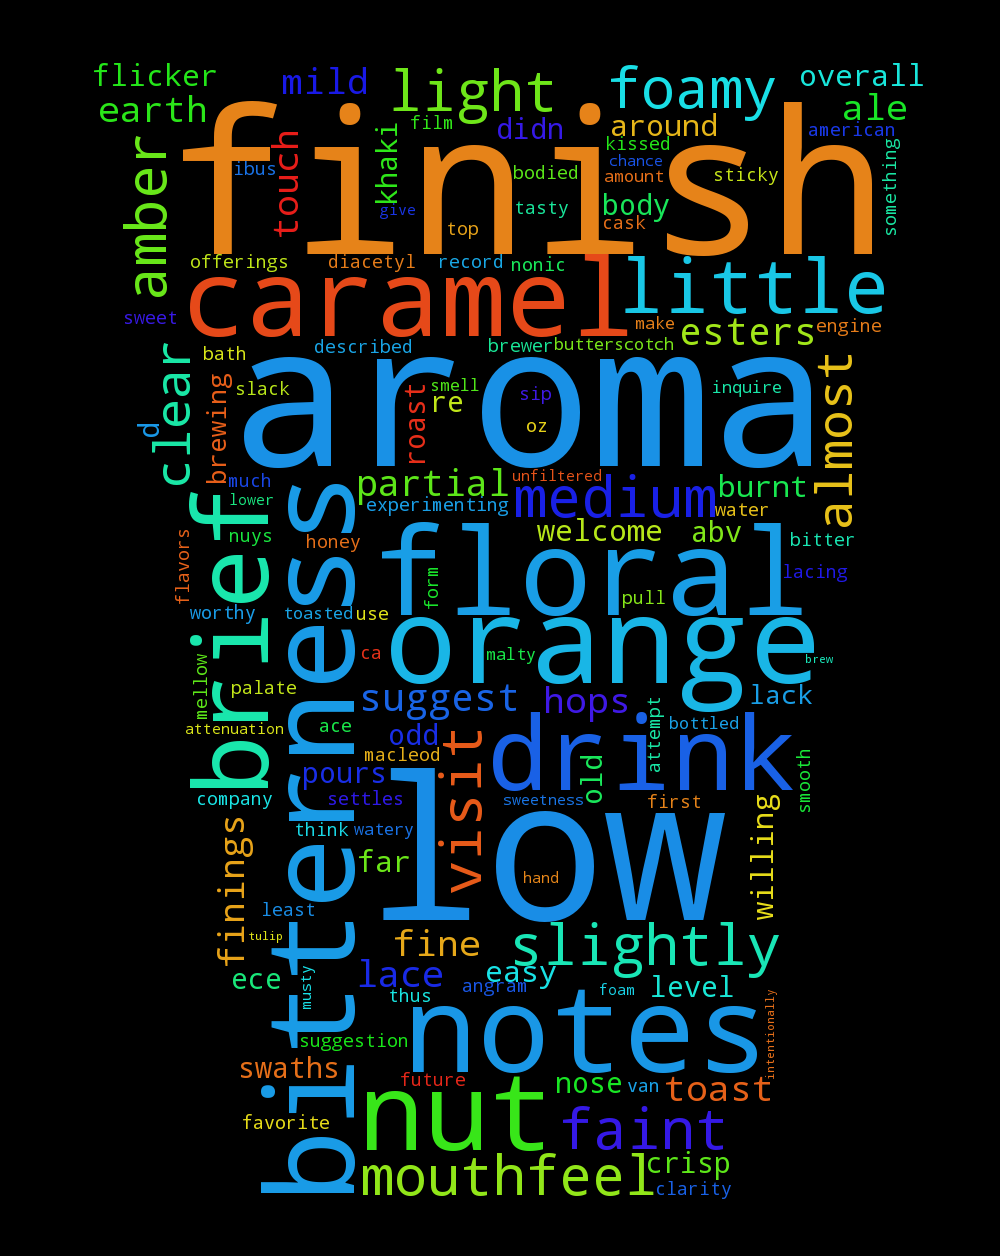 flicker mild light foamy overall
earth film didn around ale
finish
amber ibus touch khaki kissed american
chance something
bodied amount sticky
give tasty body
top cask
offerings diacetyl record nonic
caramel little
sweet make esters engine
bath described brewer butterscotch
clear aroma almost
brewing slack roast smell re sip inquire
d oz
much partial unfiltered medium burnt
lower experimenting water
brief bitterness nuys welcome abv
flavors honey floral bitter
form lacing
worthy toasted use pull
mellow ca orange malty brew
palate suggest hops lack
attenuation ace odd drink attempt bottled
macleod visit
pours old smooth
company settles low sweetness first
finings think watery willing
far
hand
least
tulip fine slightly
ece lace easy
musty thus angram foam level
notes intentionally
suggestion
swaths future nose van toast
nut
favorite faint
mouthfeel crisp
clarity